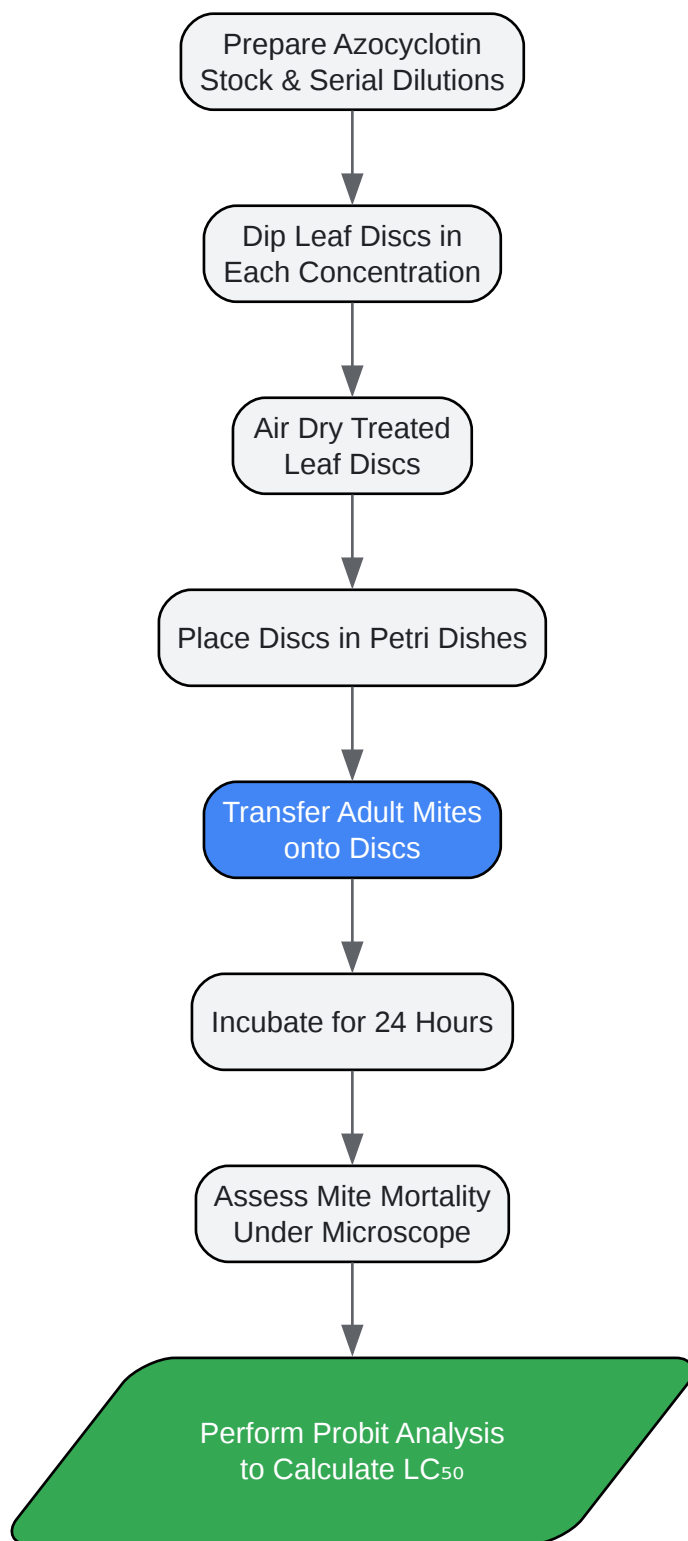 Prepare Azocyclotin
Stock & Serial Dilutions
Dip Leaf Discs in
Each Concentration
Air Dry Treated
Leaf Discs
Place Discs in Petri Dishes
Transfer Adult Mites
onto Discs
Incubate for 24 Hours
Assess Mite Mortality
Under Microscope
Perform Probit Analysis
to Calculate LC₅₀